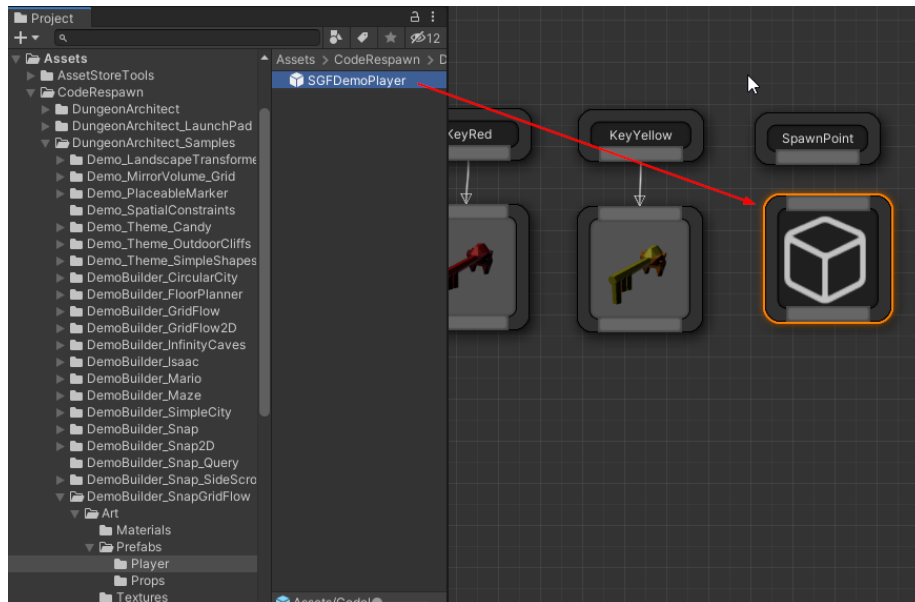 Project
12
Assets
AssetStoreTools
CodeRespawn
DungeonArchitect
DungeonArchitect_LaunchPad
DungeonArchitect_Samples
Demo_LandscapeTransforme
Demo_MirrorVolume_Grid
Demo_PlaceableMarker
Demo_SpatialConstraints
Demo_Theme_Candy
Demo_Theme_OutdoorCliffs
Demo_Theme_SimpleShapes
DemoBuilder_CircularCity
DemoBuilder_FloorPlanner
DemoBuilder_GridFlow
DemoBuilder_GridFlow2D
DemoBuilder_InfinityCaves
DemoBuilder_Isaac
DemoBuilder_Mario
DemoBuilder_Maze
DemoBuilder_SimpleCity
DemoBuilder_Snap
DemoBuilder_Snap2D
DemoBuilder_Snap_Query
DemoBuilder_Snap_SideScro
DemoBuilder_SnapGridFlow
Art
Materials
Prefabs
Player
Props
Textures
Assets > CodeRespawn > D
SGFDemoPlayer
KeyRed
KeyYellow
SpawnPoint